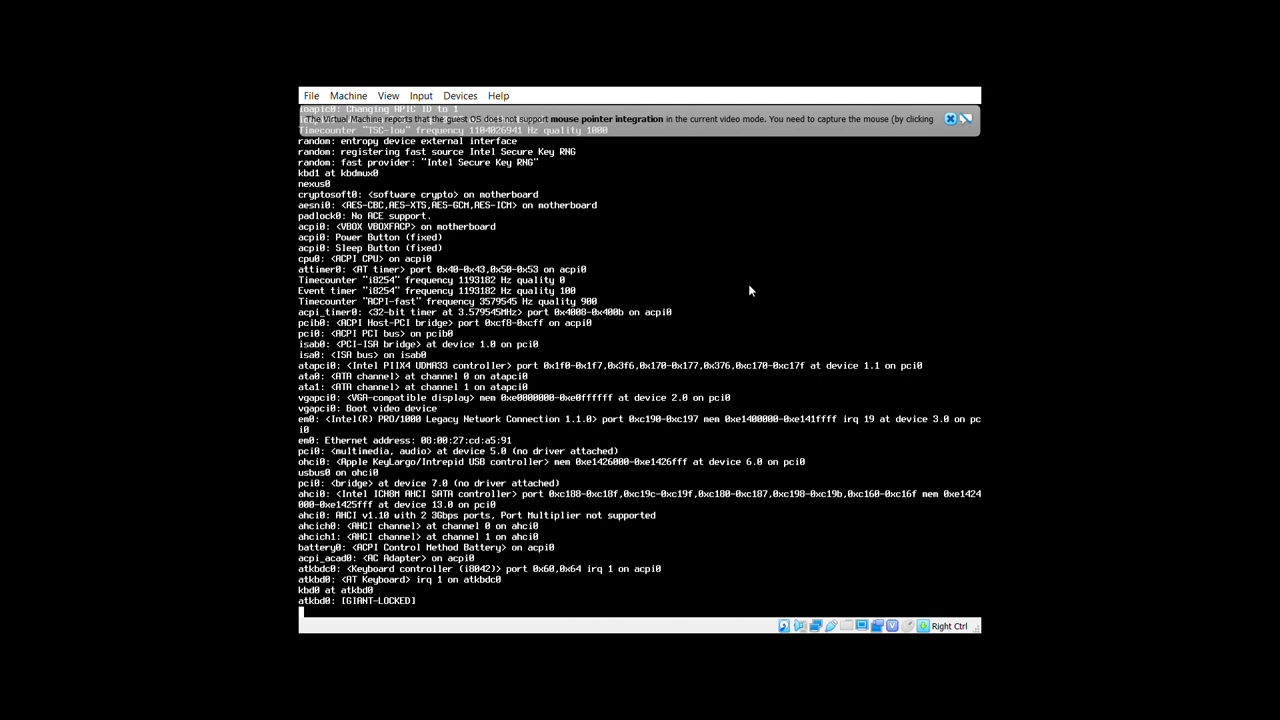 File Machine View Input Devices Help
ioapic0: Changing APIC ID to 1
The Virtual Machine reports that the guest OS does not support mouse pointer integration in the current video mode. You need to capture the mouse (by clicking
Timecounter "TSC-low" frequency 1104026941 Hz quality 1000
random: entropy device external interface
random: registering fast source Intel Secure Key RNG
random: fast provider: "Intel Secure Key RNG"
kbd1 at kbdmux0
nexus0
cryptosoft0: <software crypto> on motherboard
aesni0: <AES-CBC,AES-XTS,AES-GCM,AES-ICM> on motherboard
padlock0: No ACE support.
acpi0: <VBOX VBOXFACP> on motherboard
acpi0: Power Button (fixed)
acpi0: Sleep Button (fixed)
cpu0: <ACPI CPU> on acpi0
attimer0: <AT timer> port 0x40-0x43,0x50-0x53 on acpi0
Timecounter "i8254" frequency 1193182 Hz quality 0
Event timer "i8254" frequency 1193182 Hz quality 100
Timecounter "ACPI-fast" frequency 3579545 Hz quality 900
acpi_timer0: <32-bit timer at 3.579545MHz> port 0x4008-0x400b on acpi0
pcib0: <ACPI Host-PCI bridge> port 0xcf8-0xcff on acpi0
pci0: <ACPI PCI bus> on pcib0
isab0: <PCI-ISA bridge> at device 1.0 on pci0
isa0: <ISA bus> on isab0
atapci0: <Intel PIIX4 UDMA33 controller> port 0x1f0-0x1f7,0x3f6,0x170-0x177,0x376,0xc170-0xc17f at device 1.1 on pci0
ata0: <ATA channel> at channel 0 on atapci0
ata1: <ATA channel> at channel 1 on atapci0
vgapci0: <VGA-compatible display> mem 0xe0000000-0xe0ffffff at device 2.0 on pci0
vgapci0: Boot video device
em0: <Intel(R) PRO/1000 Legacy Network Connection 1.1.0> port 0xc190-0xc197 mem 0xe1400000-0xe141ffff irq 19 at device 3.0 on pc
i0
em0: Ethernet address: 08:00:27:cd:a5:91
pci0: <multimedia, audio> at device 5.0 (no driver attached)
ohci0: <Apple KeyLargo/Intrepid USB controller> mem 0xe1426000-0xe1426fff at device 6.0 on pci0
usbus0 on ohci0
pci0: <bridge> at device 7.0 (no driver attached)
ahci0: <Intel ICH8M AHCI SATA controller> port 0xc188-0xc18f,0xc19c-0xc19f,0xc180-0xc187,0xc198-0xc19b,0xc160-0xc16f mem 0xe1424
000-0xe1425fff at device 13.0 on pci0
ahci0: AHCI v1.10 with 2 3Gbps ports, Port Multiplier not supported
ahcich0: <AHCI channel> at channel 0 on ahci0
ahcich1: <AHCI channel> at channel 1 on ahci0
battery0: <ACPI Control Method Battery> on acpi0
acpi_acad0: <AC Adapter> on acpi0
atkbdc0: <Keyboard controller (i8042)> port 0x60,0x64 irq 1 on acpi0
atkbd0: <AT Keyboard> irq 1 on atkbdc0
kbd0 at atkbd0
atkbd0: [GIANT-LOCKED]
Right Ctrl